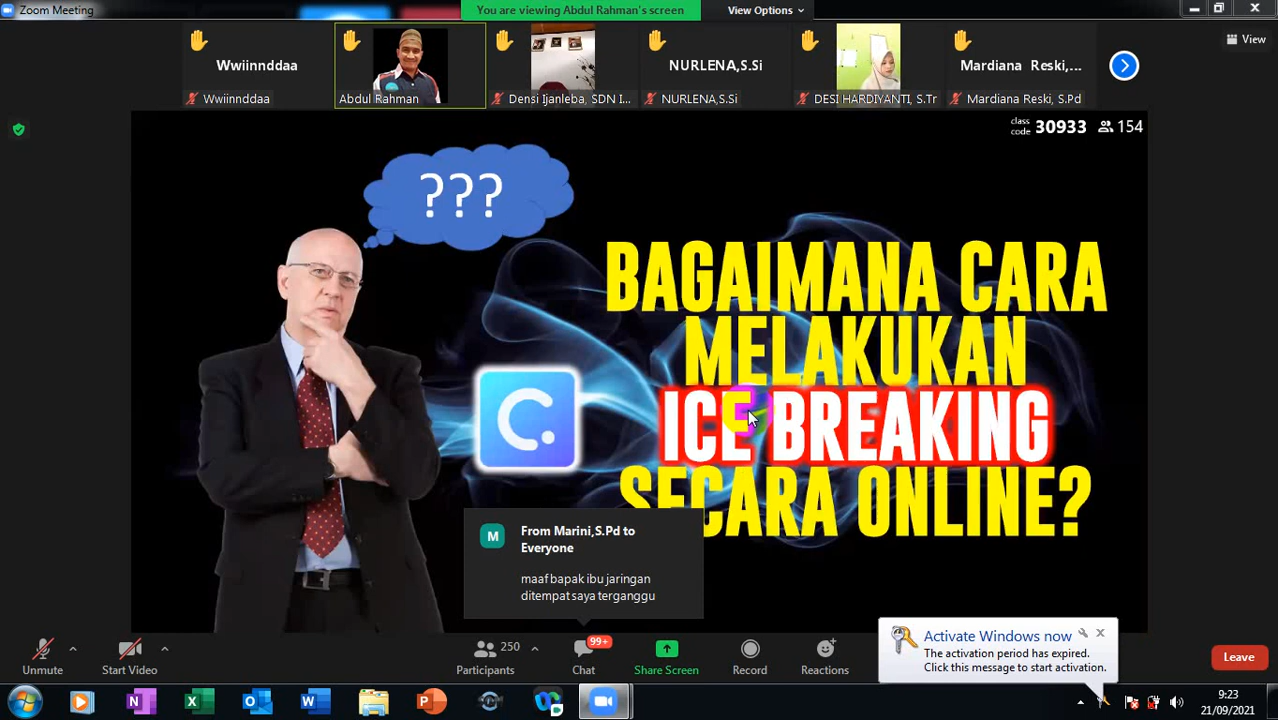 Zoom Meeting
You are viewing Abdul Rahman's screen
View Options
Wwiinnddaa
Wwiinnddaa
Abdul Rahman
Densi Ijanleba, SDN I...
NURLENA,S.Si
NURLENA,S.Si
DESI HARDIYANTI, S.Tr
Mardiana Reski,...
Mardiana Reski, S.Pd
View
class code 30933 154
???
BAGAIMANA CARA
MELAKUKAN
ICE BREAKING
SECARA ONLINE?
C.
M
From Marini,S.Pd to
Everyone
maaf bapak ibu jaringan
ditempat saya terganggu
Activate Windows now
The activation period has expired.
Click this message to start activation.
Unmute
Start Video
250
Participants
99+
Chat
Share Screen
Record
Reactions
Leave
9:23
21/09/2021